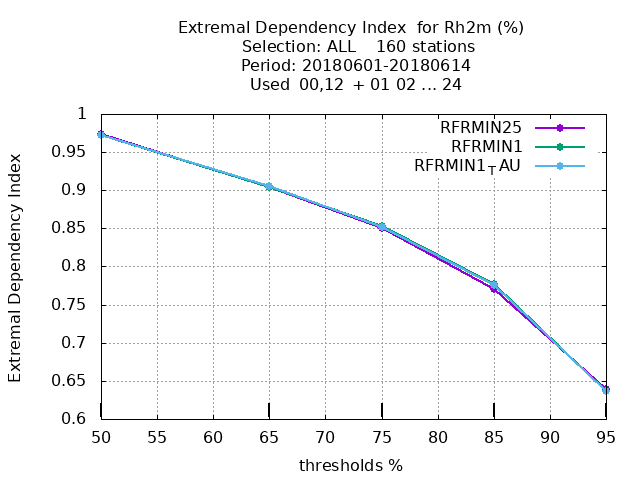 Extremal Dependency Index  for Rh2m (%)
Selection: ALL    160 stations
Period: 20180601-20180614
Used  00,12  + 01 02 ... 24
RFRMIN25
RFRMIN1
RFRMIN1TAU
Extremal Dependency Index
1
0.95
0.9
0.85
0.8
0.75
0.7
0.65
0.6
50 55 60 65 70 75 80 85 90 95
thresholds %